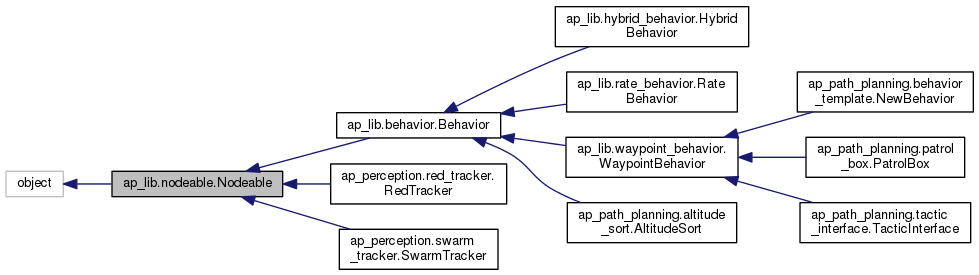 object
ap_lib.nodeable.Nodeable
ap_lib.behavior.Behavior
ap_perception.red_tracker.
RedTracker
ap_perception.swarm
_tracker.SwarmTracker
ap_lib.hybrid_behavior.Hybrid
Behavior
ap_lib.rate_behavior.Rate
Behavior
ap_lib.waypoint_behavior.
WaypointBehavior
ap_path_planning.altitude
_sort.AltitudeSort
ap_path_planning.behavior
_template.NewBehavior
ap_path_planning.patrol
_box.PatrolBox
ap_path_planning.tactic
_interface.TacticInterface